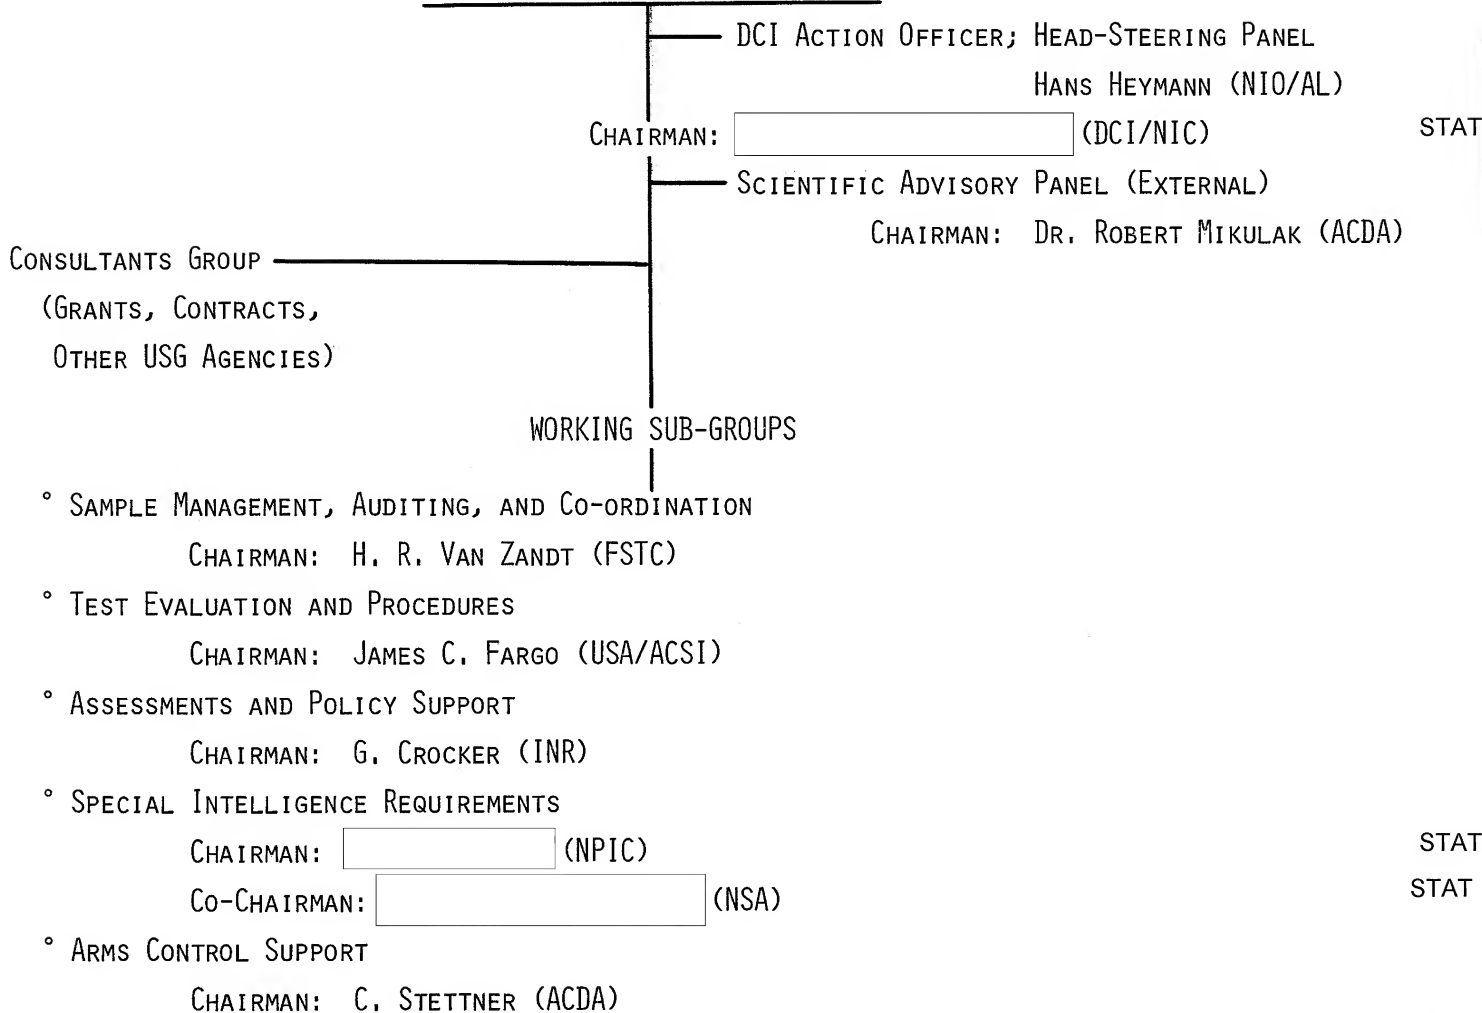 DCI ACTION OFFICER; HEAD-STEERING PANEL
HANS HEYMANN (NIO/AL)
CHAIRMAN: (DCI/NIC) STAT
SCIENTIFIC ADVISORY PANEL (EXTERNAL)
CHAIRMAN: DR. ROBERT MIKULAK (ACDA)
CONSULTANTS GROUP
(GRANTS, CONTRACTS,
OTHER USG AGENCIES)
WORKING SUB-GROUPS
° SAMPLE MANAGEMENT, AUDITING, AND CO-ORDINATION
CHAIRMAN: H. R. VAN ZANDT (FSTC)
° TEST EVALUATION AND PROCEDURES
CHAIRMAN: JAMES C. FARGO (USA/ACSI)
° ASSESSMENTS AND POLICY SUPPORT
CHAIRMAN: G. CROCKER (INR)
° SPECIAL INTELLIGENCE REQUIREMENTS
CHAIRMAN: (NPIC) STAT
CO-CHAIRMAN: (NSA) STAT
° ARMS CONTROL SUPPORT
CHAIRMAN: C. STETTNER (ACDA)